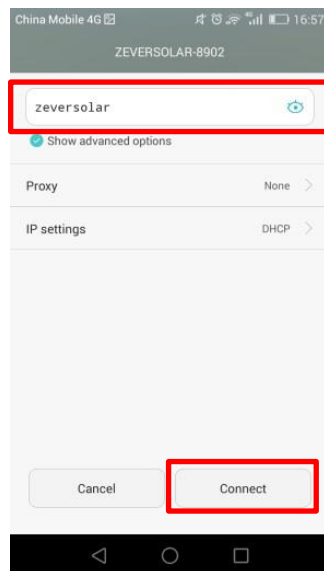 China Mobile 4G 16:57
ZEVERSOLAR-8902
zeversolar
Show advanced options
Proxy None
IP settings DHCP
Cancel Connect